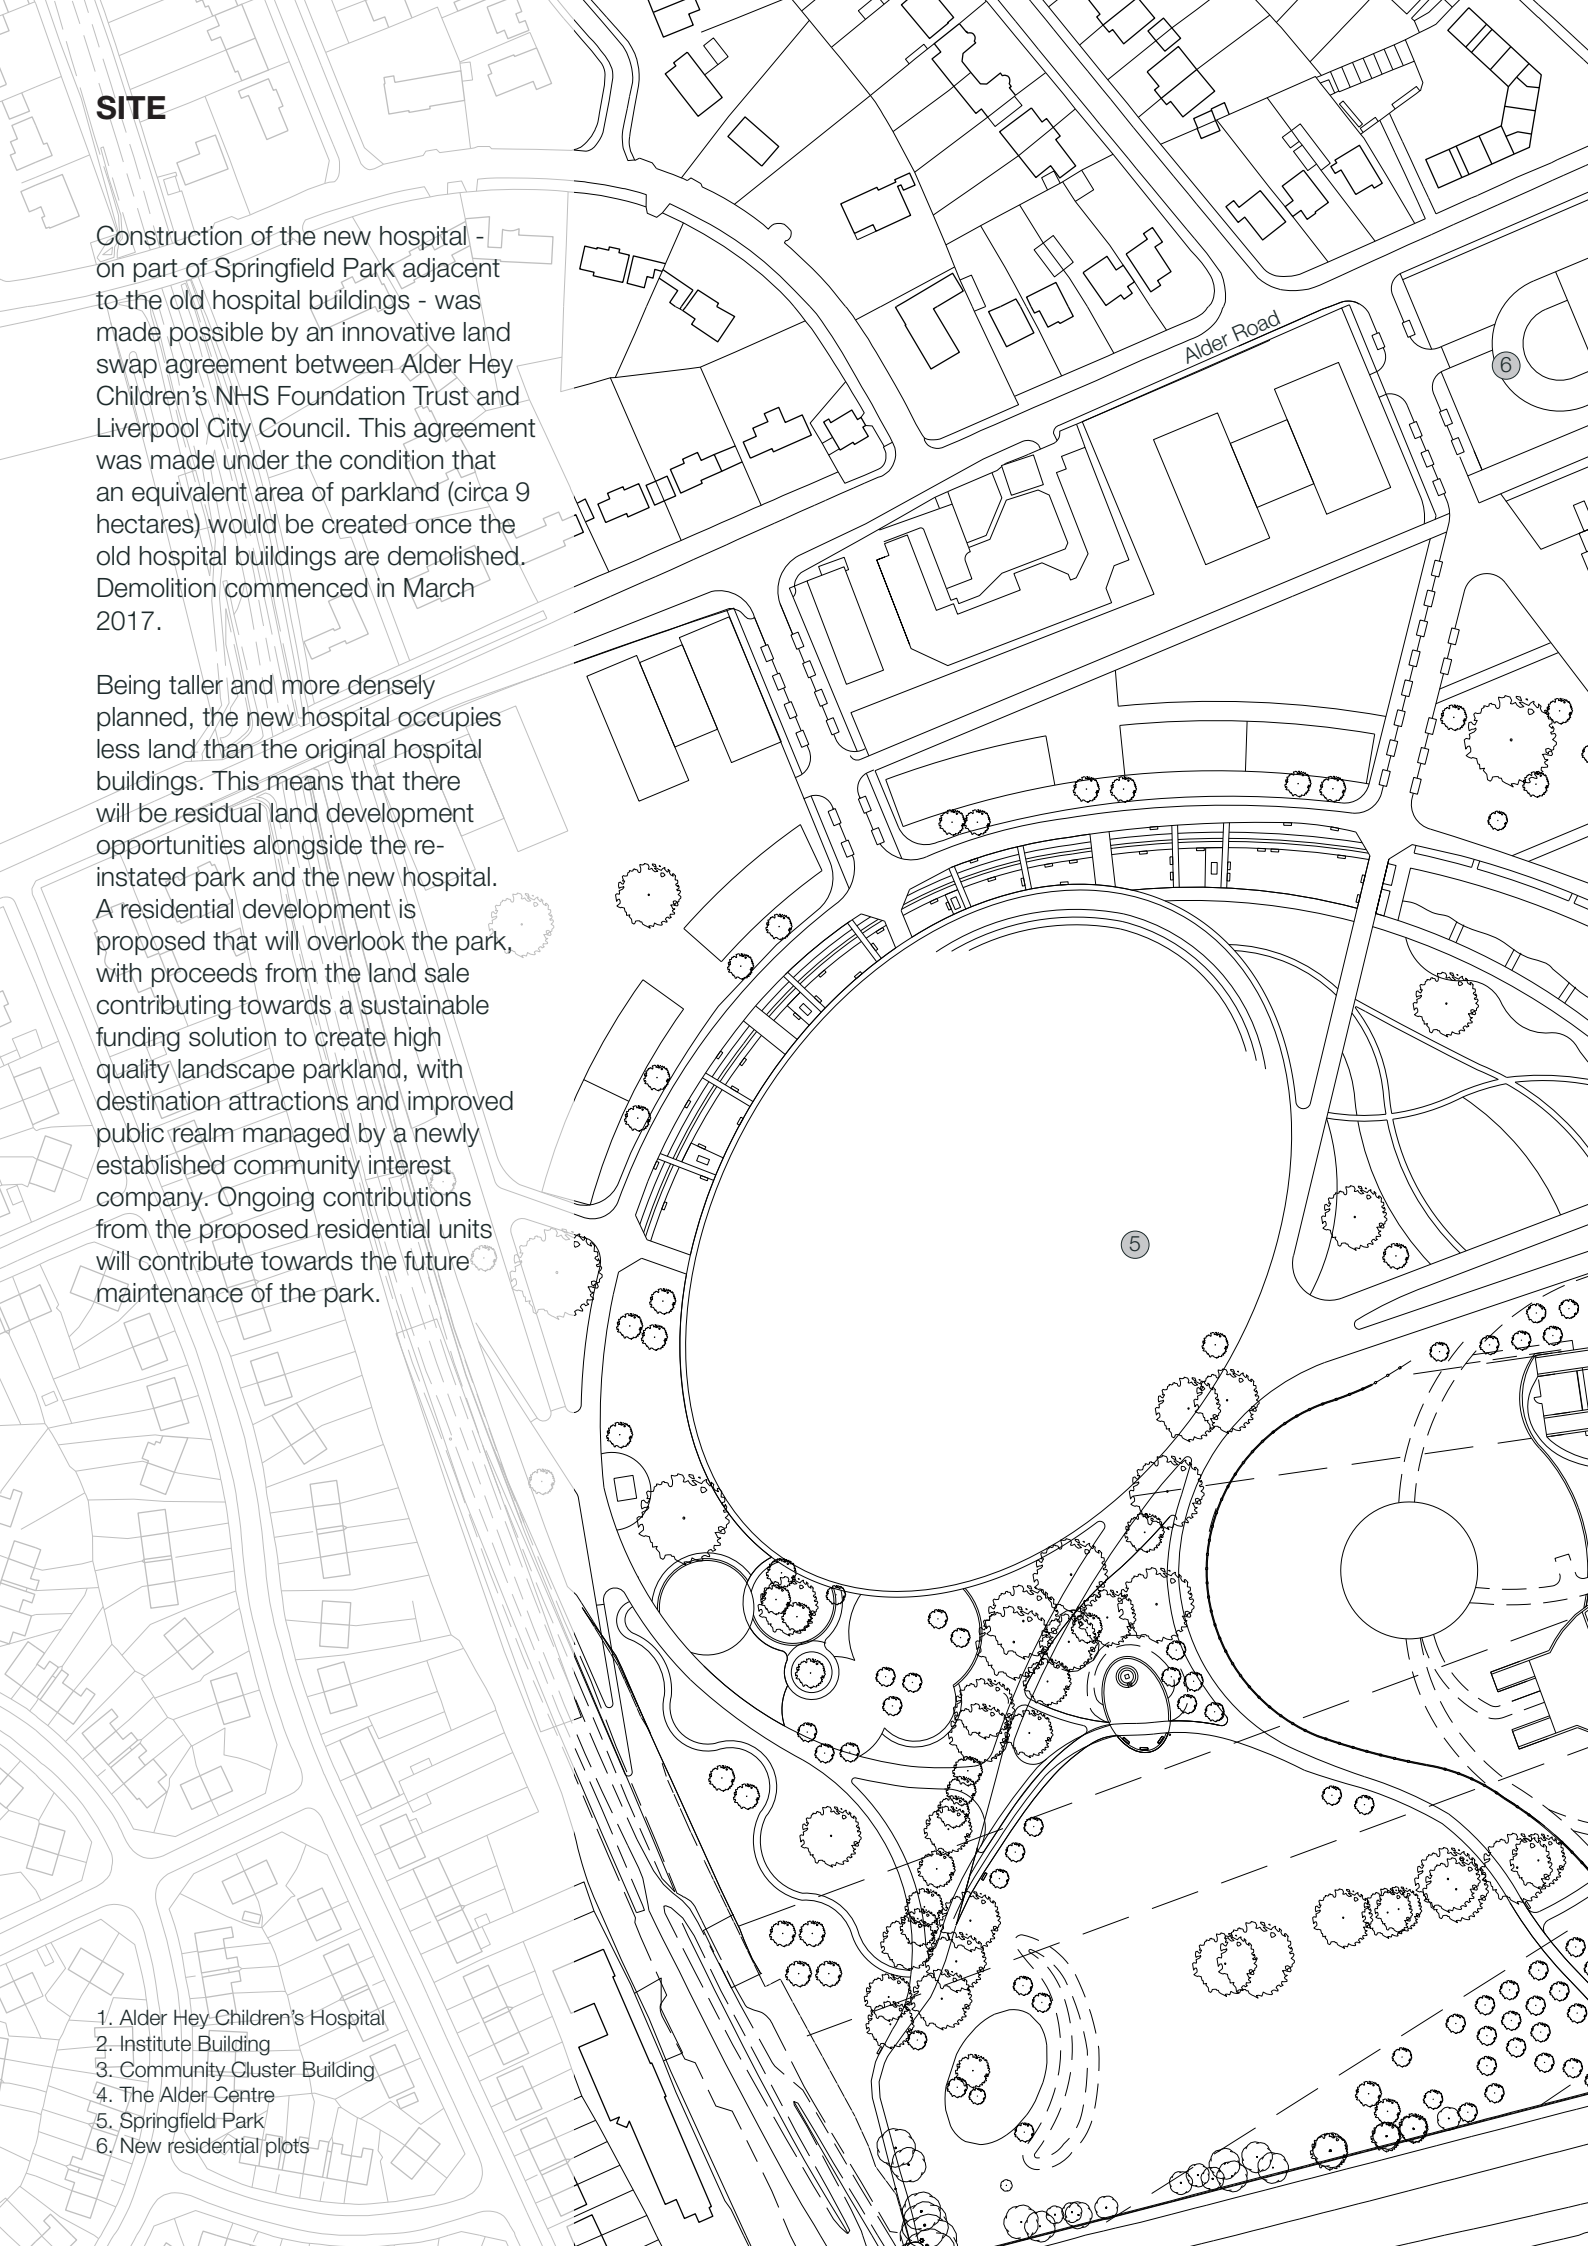 SITE
Construction of the new hospital -
on part of Springfield Park adjacent
to the old hospital buildings - was
made possible by an innovative land
swap agreement between Alder Hey
Children's NHS Foundation Trust and
Liverpool City Council. This agreement
was made under the condition that
an equivalent area of parkland (circa 9
hectares) would be created once the
old hospital buildings are demolished.
Demolition commenced in March
2017.
Being taller and more densely
planned, the new hospital occupies
less land than the original hospital
buildings. This means that there
will be residual land development
opportunities alongside the re-
instated park and the new hospital.
A residential development is
proposed that will overlook the park,
with proceeds from the land sale
contributing towards a sustainable
funding solution to create high
quality landscape parkland, with
destination attractions and improved
public realm managed by a newly
established community interest
company. Ongoing contributions
from the proposed residential units
will contribute towards the future
maintenance of the park.
1. Alder Hey Children's Hospital
2. Institute Building
3. Community Cluster Building
4. The Alder Centre
5. Springfield Park
6. New residential plots
Alder Road
6
5